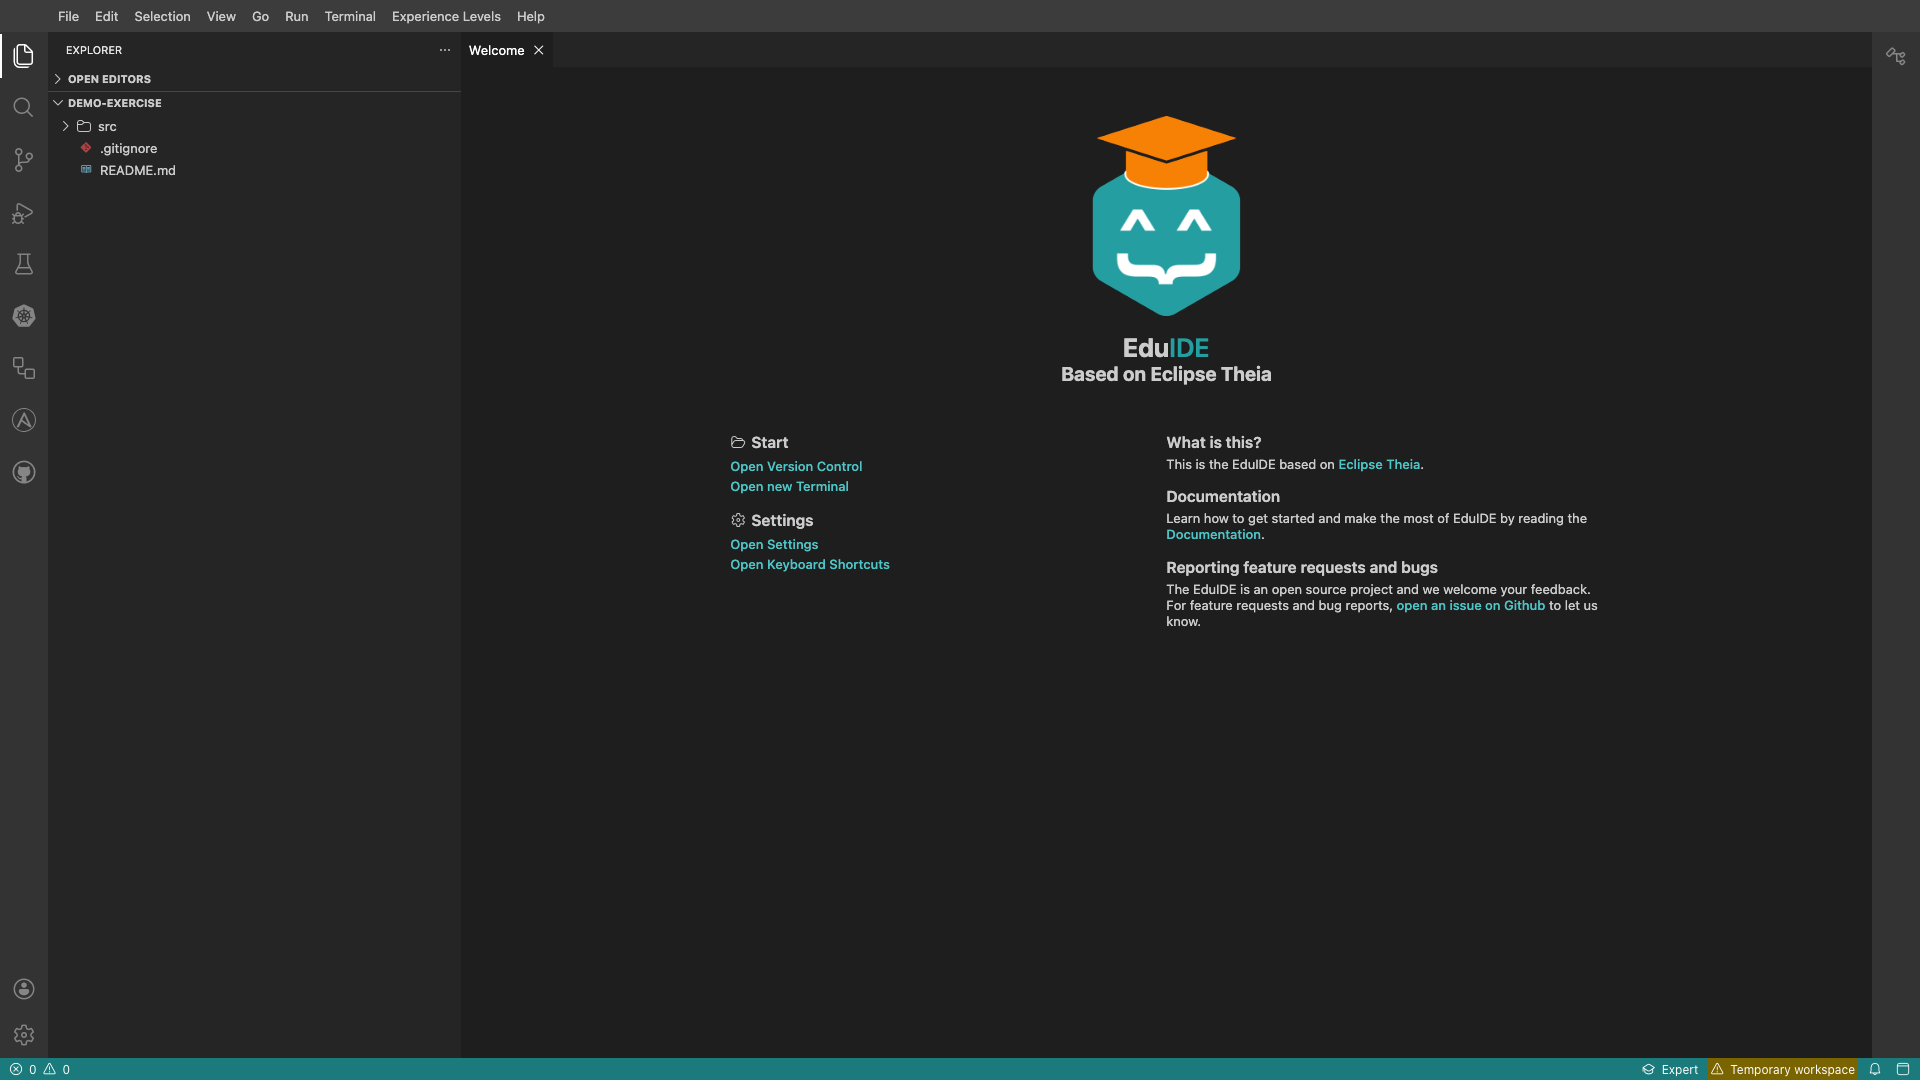 File Edit Selection View Go Run Terminal Experience Levels Help
EXPLORER
Welcome
OPEN EDITORS
DEMO-EXERCISE
src
.gitignore
README.md
EduIDE
Based on Eclipse Theia
Start
Open Version Control
Open new Terminal
Settings
Open Settings
Open Keyboard Shortcuts
What is this?
This is the EduIDE based on Eclipse Theia.
Documentation
Learn how to get started and make the most of EduIDE by reading the
Documentation.
Reporting feature requests and bugs
The EduIDE is an open source project and we welcome your feedback.
For feature requests and bug reports, open an issue on Github to let us
know.
0 0
Expert
Temporary workspace